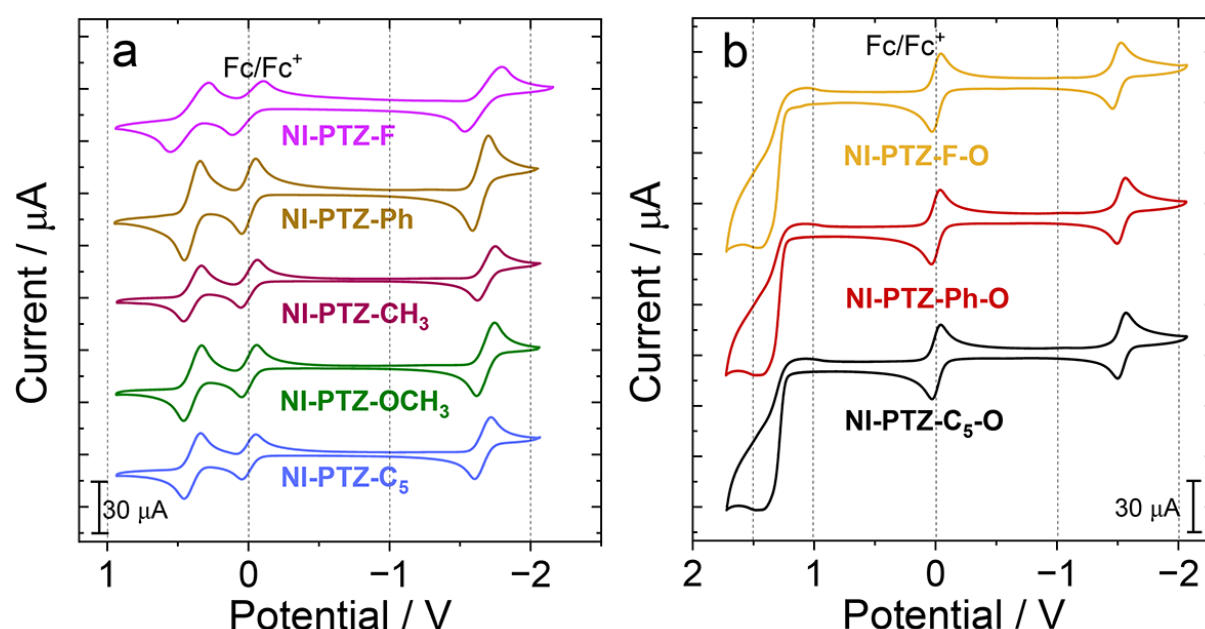 a
Fc/Fc⁺
NI-PTZ-F
NI-PTZ-Ph
NI-PTZ-CH₃
NI-PTZ-OCH₃
NI-PTZ-C₅
30 μA
Current / μA
1 0 −1 −2
Potential / V
b
Fc/Fc⁺
NI-PTZ-F-O
NI-PTZ-Ph-O
NI-PTZ-C₅-O
30 μA
Current / μA
2 1 0 −1 −2
Potential / V